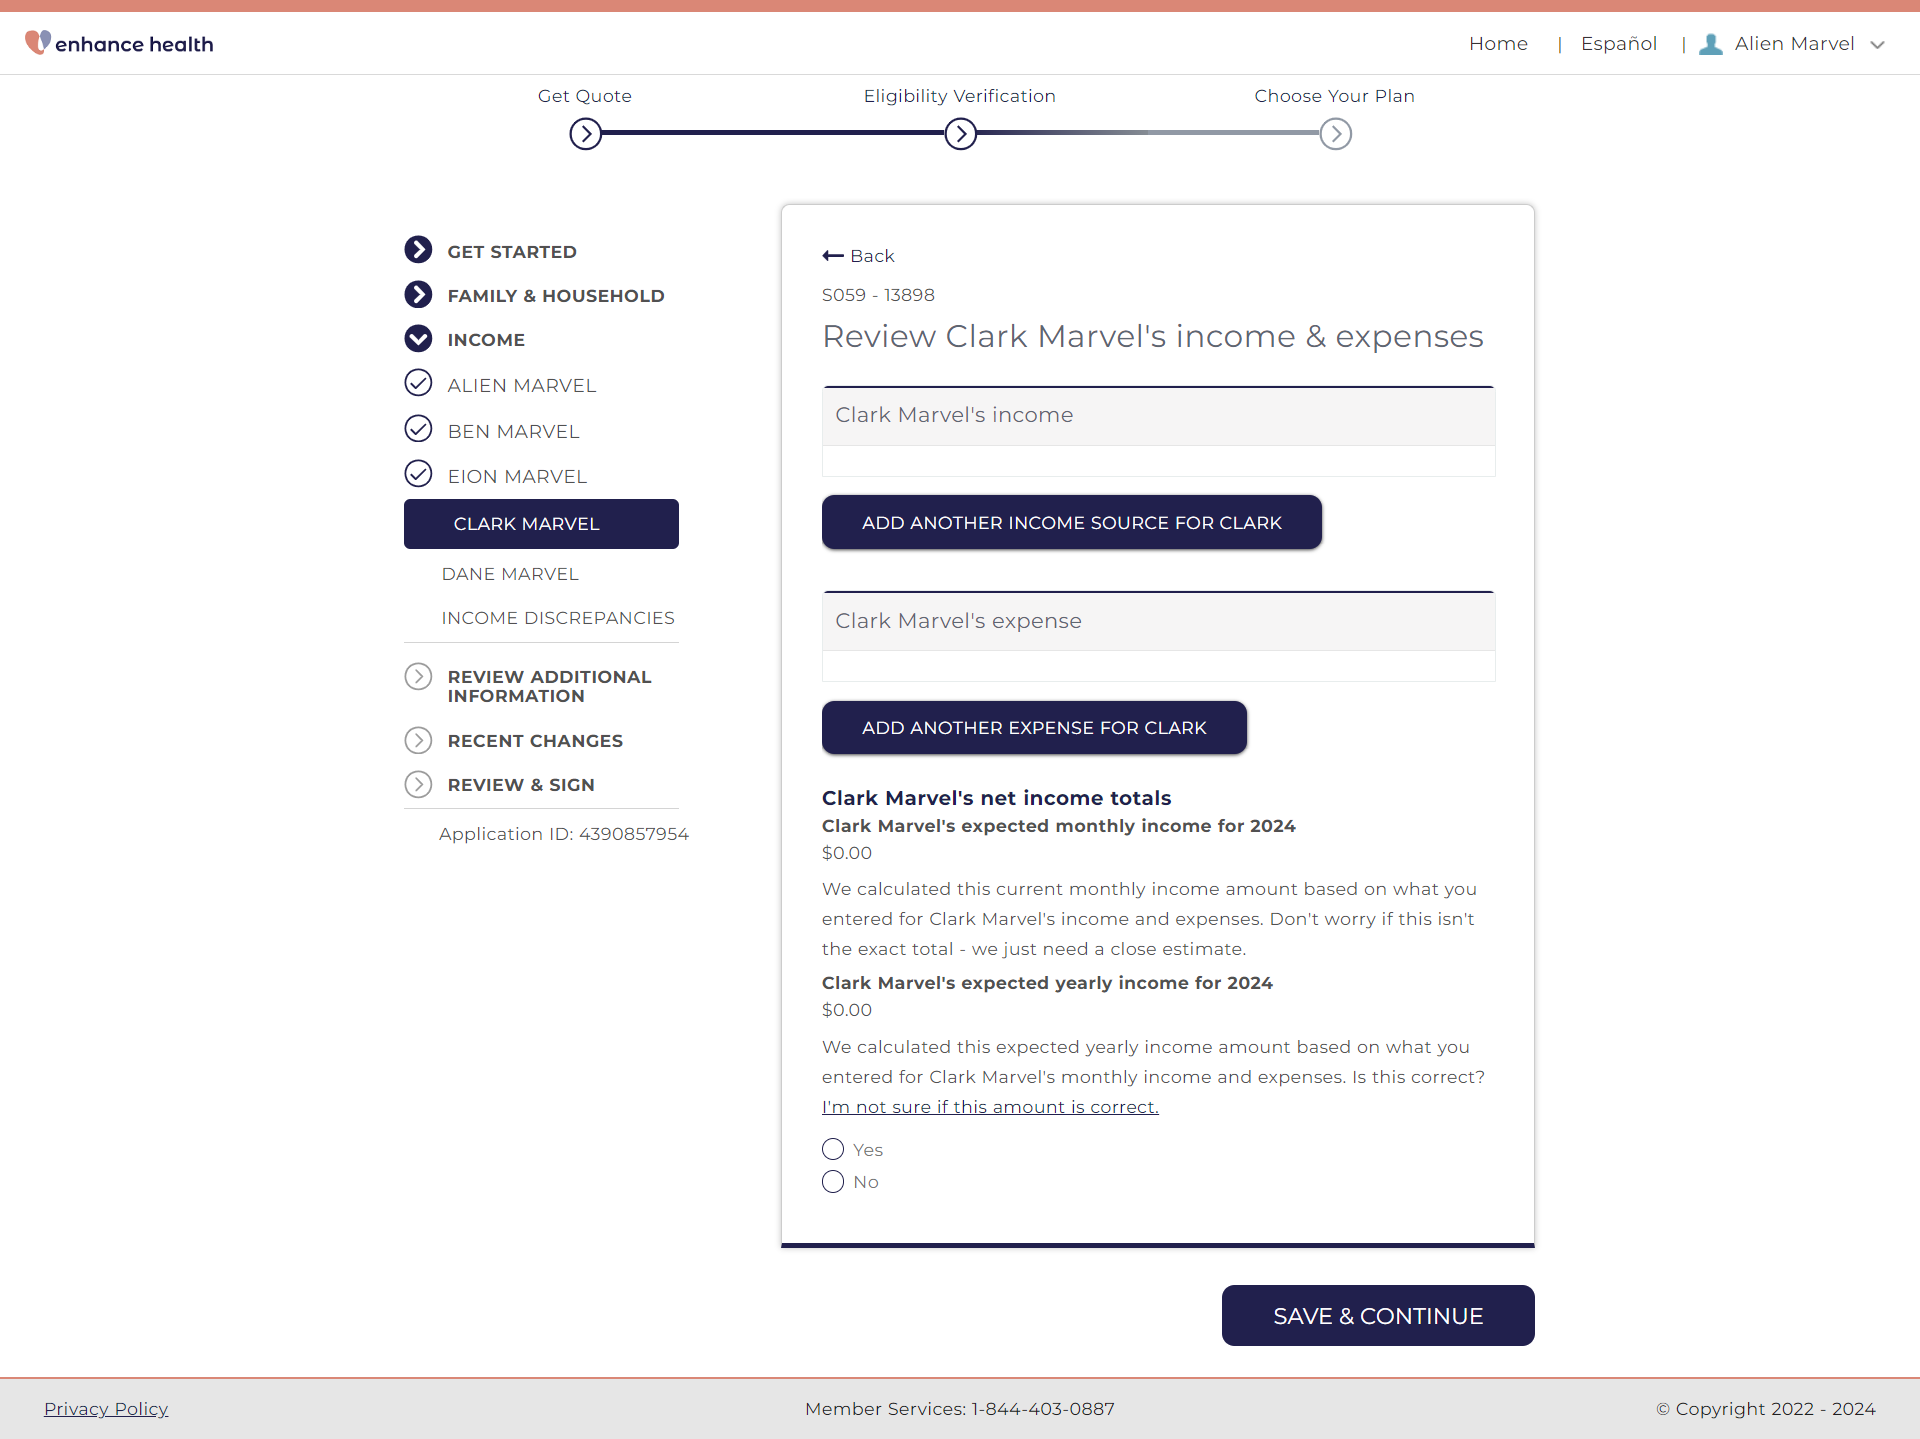 enhance health
Home | Español | Alien Marvel
Get Quote
Eligibility Verification
Choose Your Plan
GET STARTED
FAMILY & HOUSEHOLD
INCOME
ALIEN MARVEL
BEN MARVEL
EION MARVEL
CLARK MARVEL
DANE MARVEL
INCOME DISCREPANCIES
REVIEW ADDITIONAL
INFORMATION
RECENT CHANGES
REVIEW & SIGN
Application ID: 4390857954
Back
S059 - 13898
Review Clark Marvel's income & expenses
Clark Marvel's income
ADD ANOTHER INCOME SOURCE FOR CLARK
Clark Marvel's expense
ADD ANOTHER EXPENSE FOR CLARK
Clark Marvel's net income totals
Clark Marvel's expected monthly income for 2024
$0.00
We calculated this current monthly income amount based on what you
entered for Clark Marvel's income and expenses. Don't worry if this isn't
the exact total - we just need a close estimate.
Clark Marvel's expected yearly income for 2024
$0.00
We calculated this expected yearly income amount based on what you
entered for Clark Marvel's monthly income and expenses. Is this correct?
I'm not sure if this amount is correct.
Yes
No
SAVE & CONTINUE
Privacy Policy
Member Services: 1-844-403-0887
© Copyright 2022 - 2024